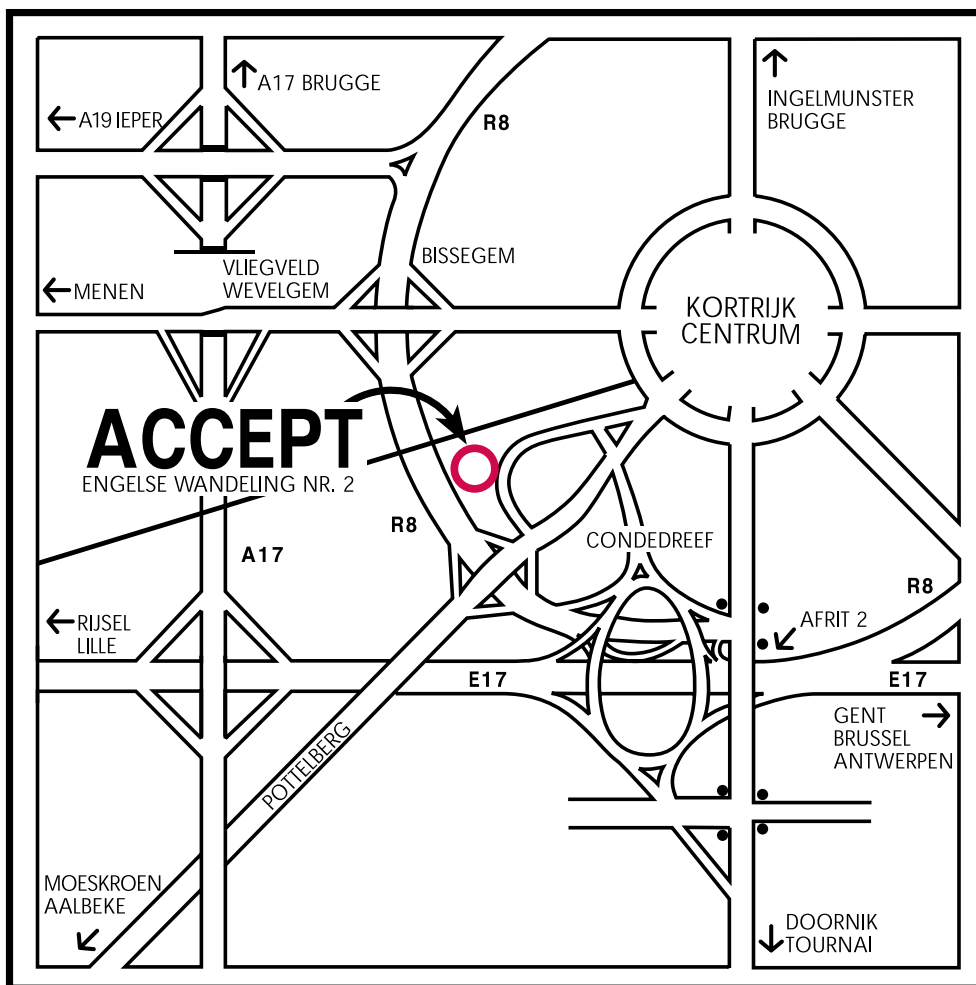 A17 BRUGGE
A19 IEPER
R8
INGELMUNSTER
BRUGGE
BISSEGEM
VLIEGVELD
WEVELGEM
MENEN
KORTRIJK
CENTRUM
ACCEPT
ENGELSE WANDELING NR. 2
R8
A17
CONDEDREEF
R8
RIJSEL
LILLE
AFRIT 2
E17
E17
GENT
BRUSSEL
ANTWERPEN
POTTELBERG
MOESKROEN
AALBEKE
DOORNIK
TOURNAI